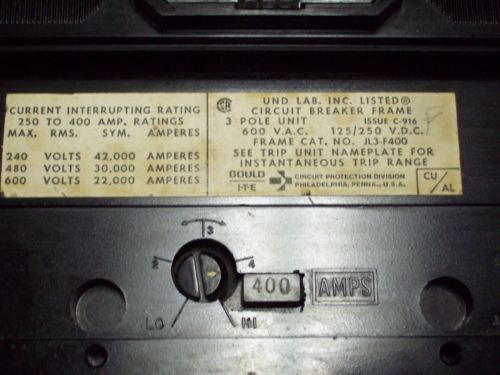 CURRENT INTERRUPTING RATING
250 TO 400 AMP. RATINGS
MAX. RMS. SYM. AMPERES
240 VOLTS 42,000 AMPERES
480 VOLTS 30,000 AMPERES
600 VOLTS 22,000 AMPERES
UND LAB. INC. LISTED®
CIRCUIT BREAKER FRAME
3 POLE UNIT ISSUE C-916 F
600 V.A.C. 125/250 V.D.C.
FRAME CAT. NO. JL3-F400
SEE TRIP UNIT NAMEPLATE FOR
INSTANTANEOUS TRIP RANGE
GOULD CIRCUIT PROTECTION DIVISION
I-T-E PHILADELPHIA, PENNA., U.S.A.
CU/AL
3
2 4
LO HI
400 AMPS